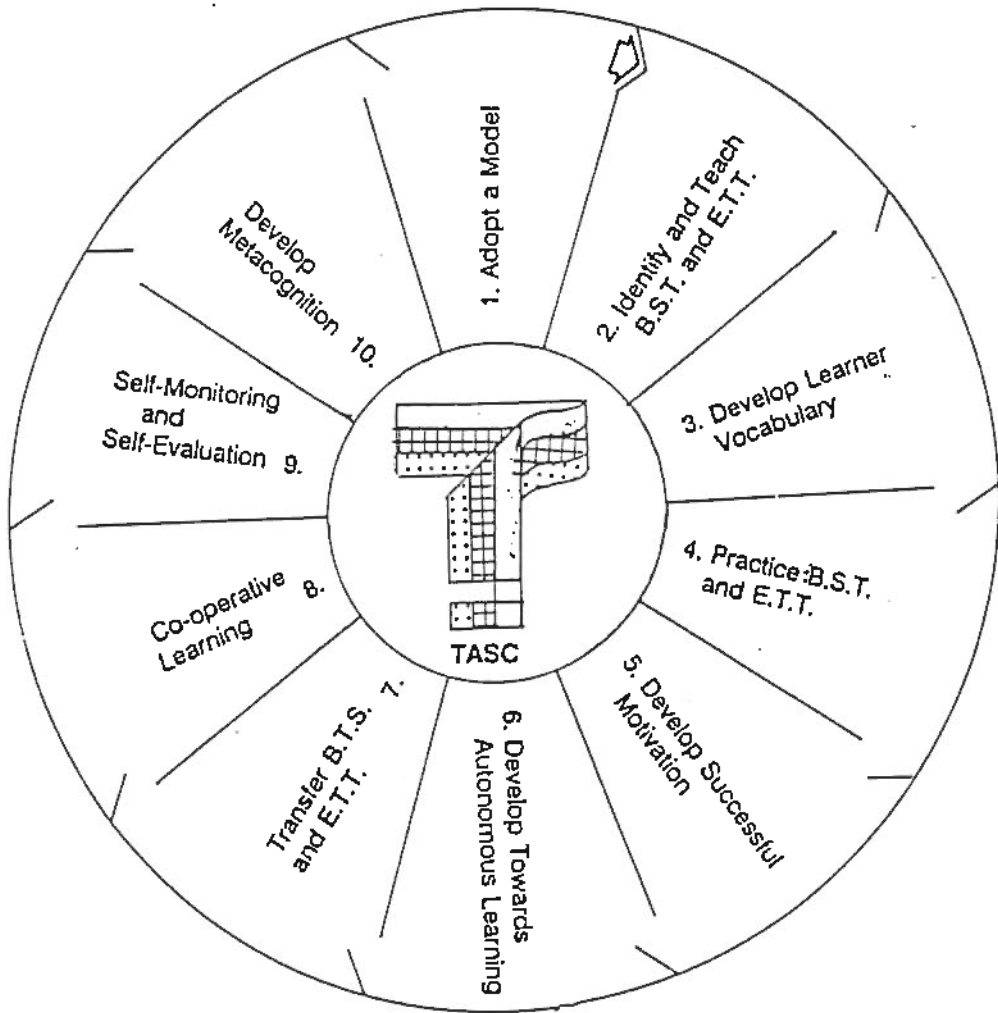 1. Adopt a Model
2. Identify and Teach
B.S.T. and E.T.T.
3. Develop Learner
Vocabulary
4. Practice B.S.T.
and E.T.T.
5. Develop Successful
Motivation
6. Develop Towards
Autonomous Learning
Transfer B.T.S. 7.
and E.T.T.
Co-operative 8.
Learning
Self-Monitoring
and
Self-Evaluation 9.
Develop
Metacognition 10.
TASC